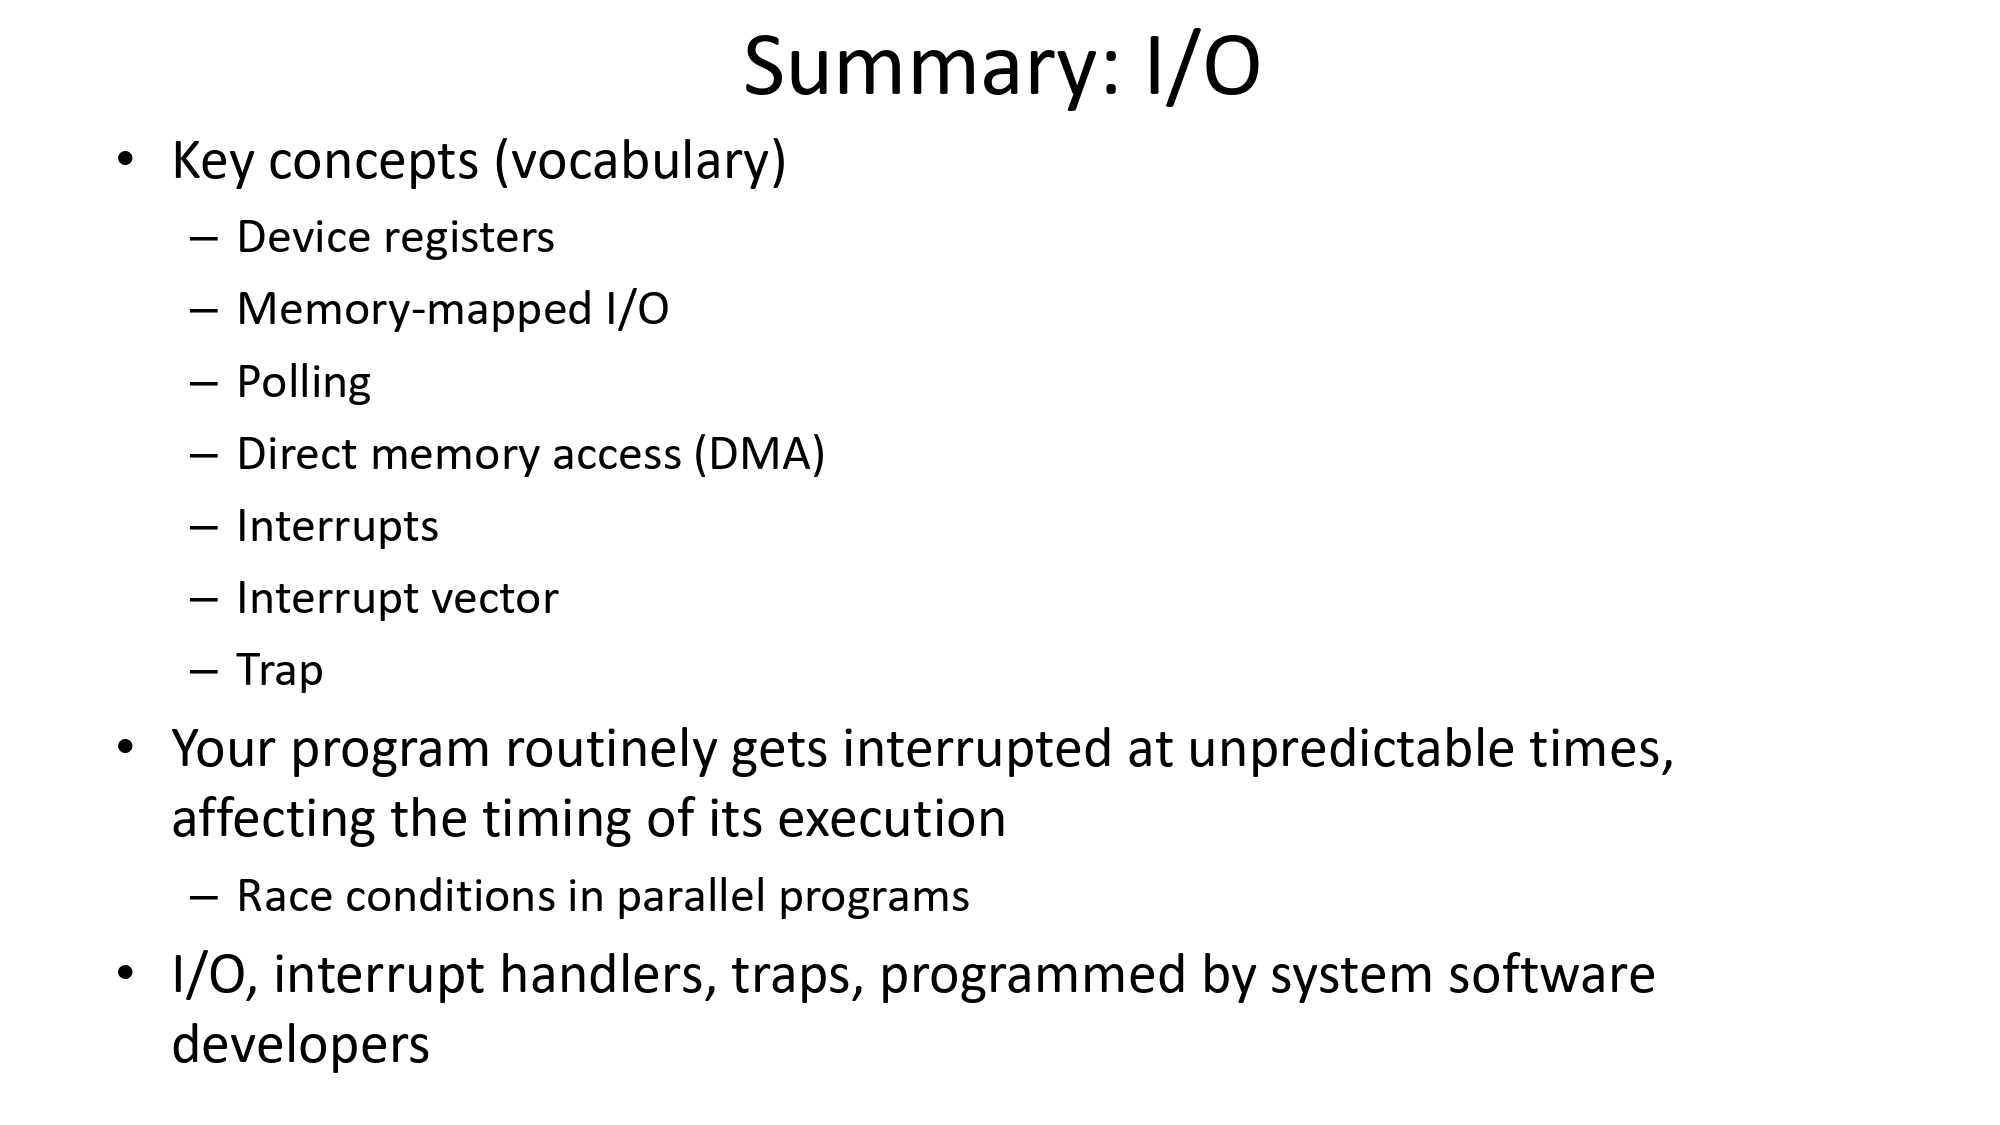 Summary: I/O
• Key concepts (vocabulary)
– Device registers
– Memory-mapped I/O
– Polling
– Direct memory access (DMA)
– Interrupts
– Interrupt vector
– Trap
• Your program routinely gets interrupted at unpredictable times,
affecting the timing of its execution
– Race conditions in parallel programs
• I/O, interrupt handlers, traps, programmed by system software
developers